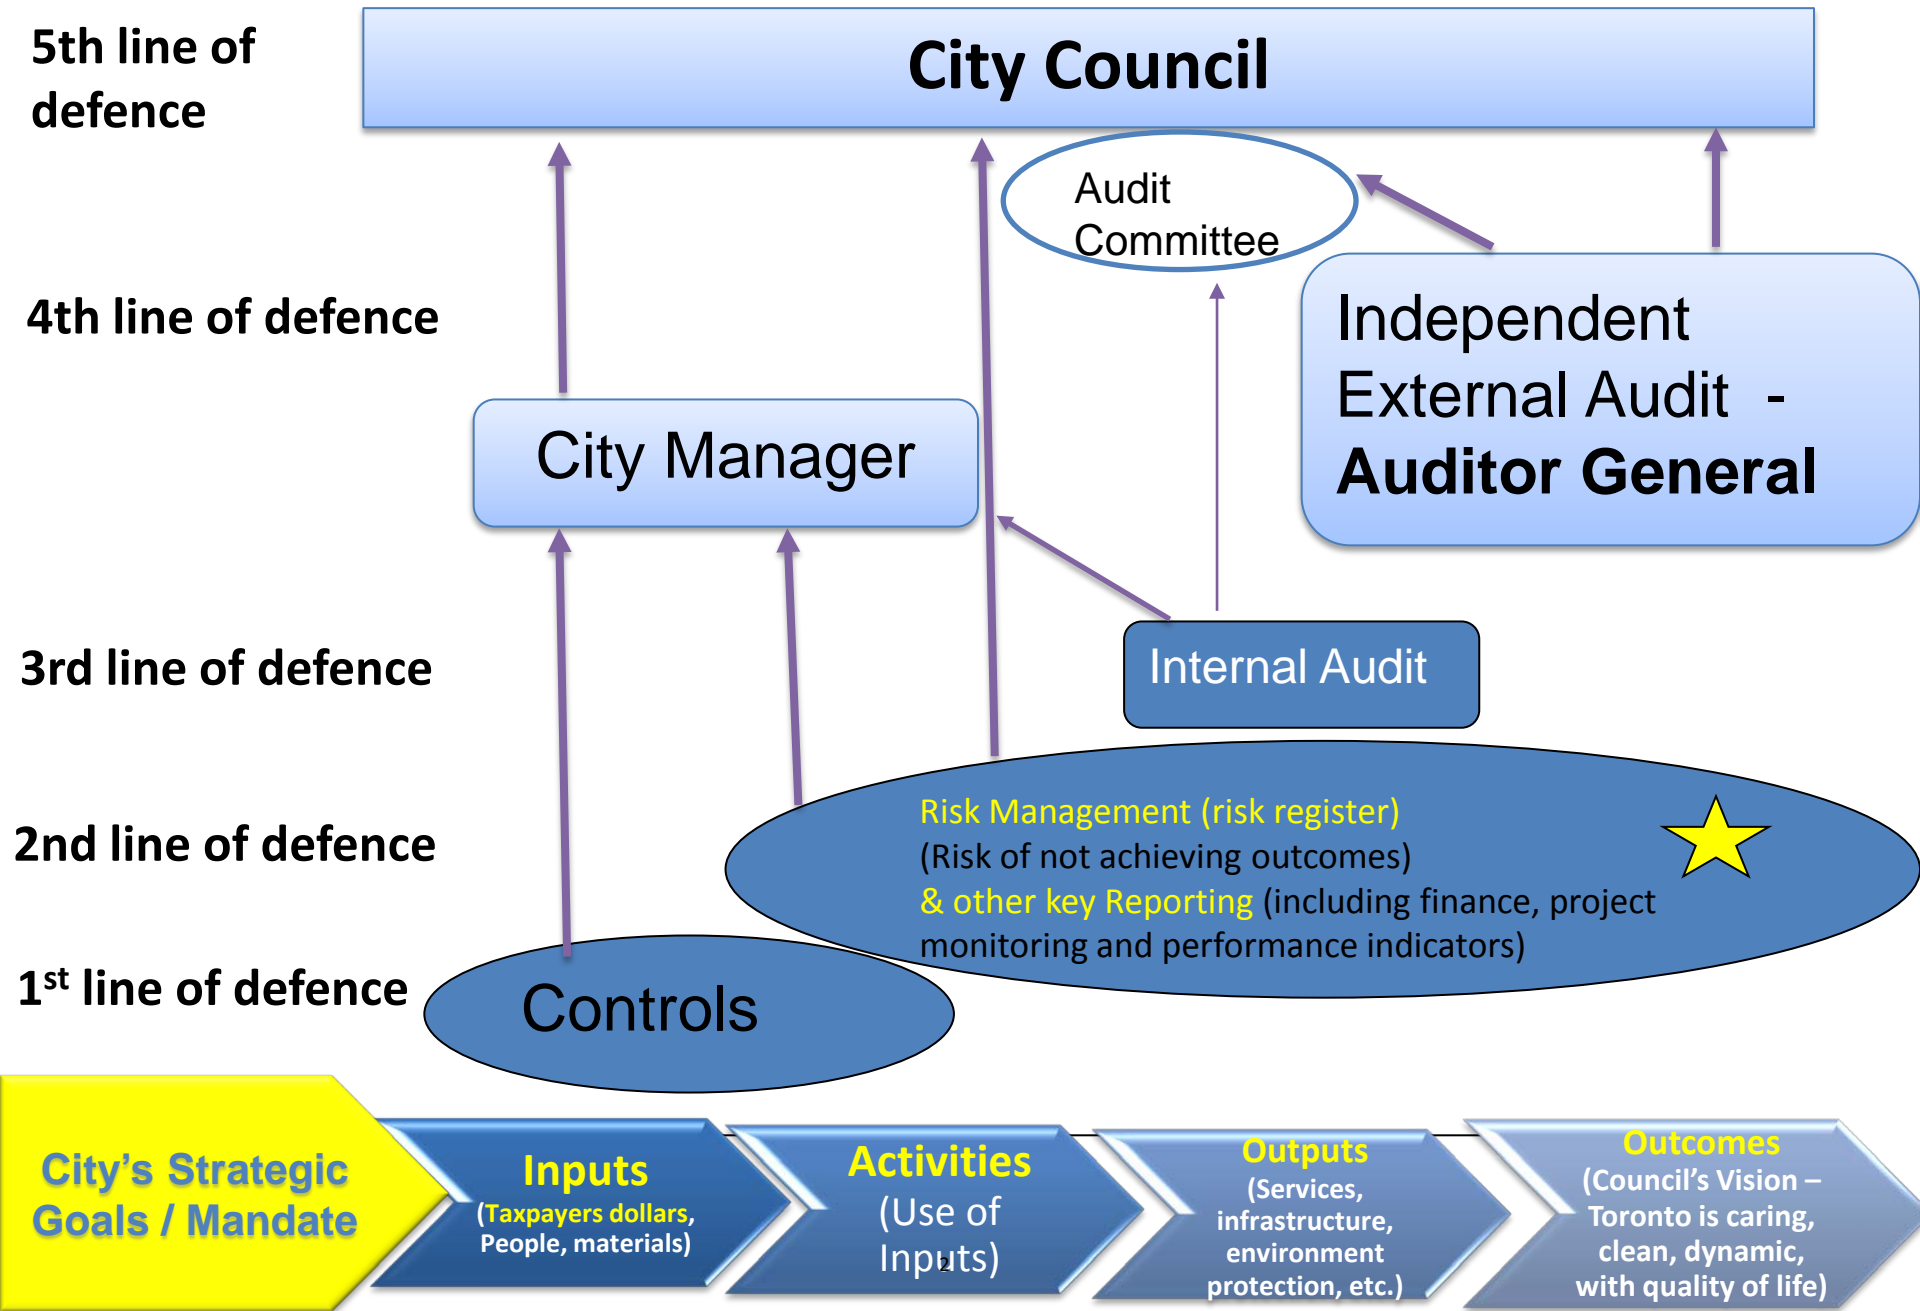 5th line of
defence
City Council
Audit
Committee
4th line of defence
Independent
External Audit  -
Auditor General
City Manager
3rd line of defence
Internal Audit
2nd line of defence
Risk Management (risk register)
(Risk of not achieving outcomes)
& other key Reporting (including finance, project
monitoring and performance indicators)
1st line of defence
Controls
City's Strategic
Goals / Mandate
Inputs
(Taxpayers dollars,
People, materials)
Activities
(Use of
Inputs)
2
Outputs
(Services,
infrastructure,
environment
protection, etc.)
Outcomes
(Council's Vision –
Toronto is caring,
clean, dynamic,
with quality of life)